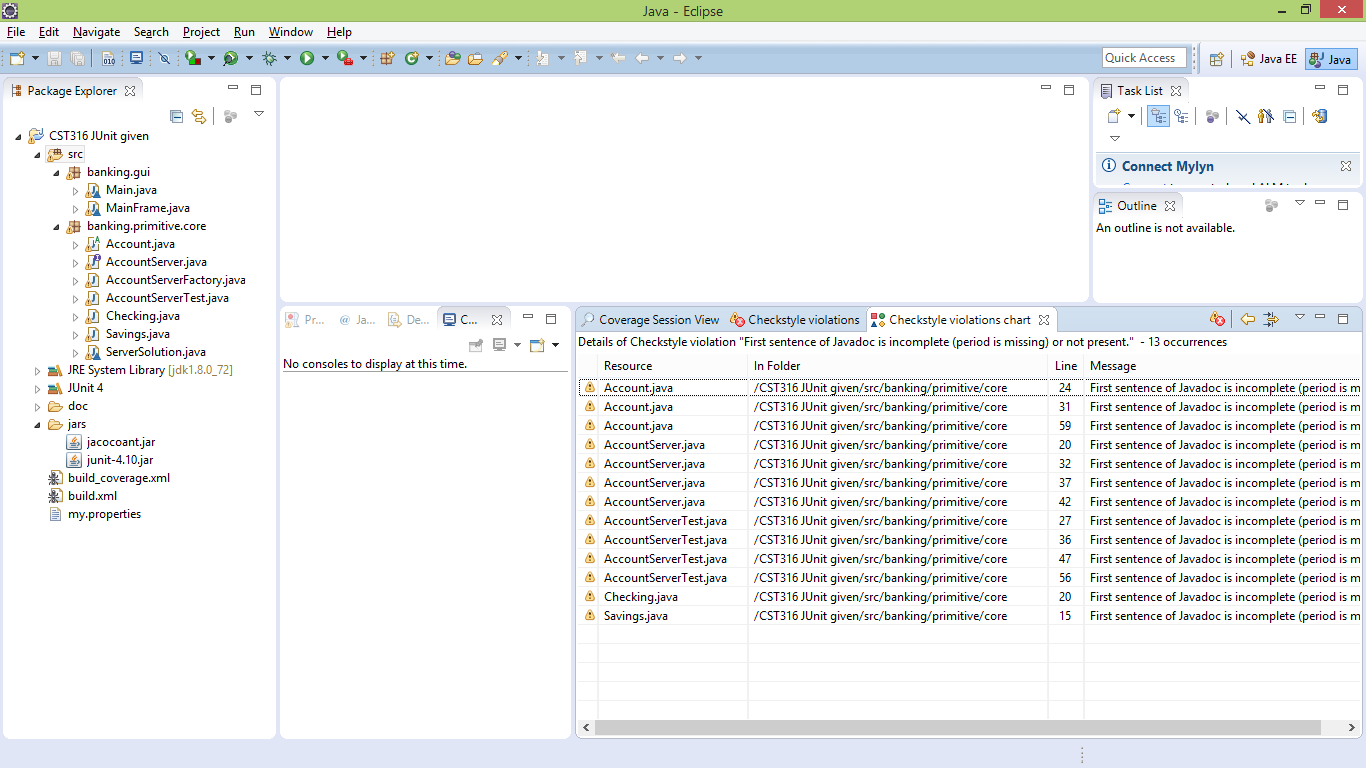 Java - Eclipse
File Edit Navigate Search Project Run Window Help
Quick Access
Java EE
Java
Package Explorer
CST316 JUnit given
src
banking.gui
Main.java
MainFrame.java
banking.primitive.core
Account.java
AccountServer.java
AccountServerFactory.java
AccountServerTest.java
Checking.java
Savings.java
ServerSolution.java
JRE System Library [jdk1.8.0_72]
JUnit 4
doc
jars
jacocoant.jar
junit-4.10.jar
build_coverage.xml
build.xml
my.properties
Pr... Ja... De... C...
No consoles to display at this time.
Task List
Connect Mylyn
Outline
An outline is not available.
Coverage Session View Checkstyle violations Checkstyle violations chart
Details of Checkstyle violation "First sentence of Javadoc is incomplete (period is missing) or not present." - 13 occurrences
Resource In Folder Line Message
Account.java /CST316 JUnit given/src/banking/primitive/core 24 First sentence of Javadoc is incomplete (period is m
Account.java /CST316 JUnit given/src/banking/primitive/core 31 First sentence of Javadoc is incomplete (period is m
Account.java /CST316 JUnit given/src/banking/primitive/core 59 First sentence of Javadoc is incomplete (period is m
AccountServer.java /CST316 JUnit given/src/banking/primitive/core 20 First sentence of Javadoc is incomplete (period is m
AccountServer.java /CST316 JUnit given/src/banking/primitive/core 32 First sentence of Javadoc is incomplete (period is m
AccountServer.java /CST316 JUnit given/src/banking/primitive/core 37 First sentence of Javadoc is incomplete (period is m
AccountServer.java /CST316 JUnit given/src/banking/primitive/core 42 First sentence of Javadoc is incomplete (period is m
AccountServerTest.java /CST316 JUnit given/src/banking/primitive/core 27 First sentence of Javadoc is incomplete (period is m
AccountServerTest.java /CST316 JUnit given/src/banking/primitive/core 36 First sentence of Javadoc is incomplete (period is m
AccountServerTest.java /CST316 JUnit given/src/banking/primitive/core 47 First sentence of Javadoc is incomplete (period is m
AccountServerTest.java /CST316 JUnit given/src/banking/primitive/core 56 First sentence of Javadoc is incomplete (period is m
Checking.java /CST316 JUnit given/src/banking/primitive/core 20 First sentence of Javadoc is incomplete (period is m
Savings.java /CST316 JUnit given/src/banking/primitive/core 15 First sentence of Javadoc is incomplete (period is m